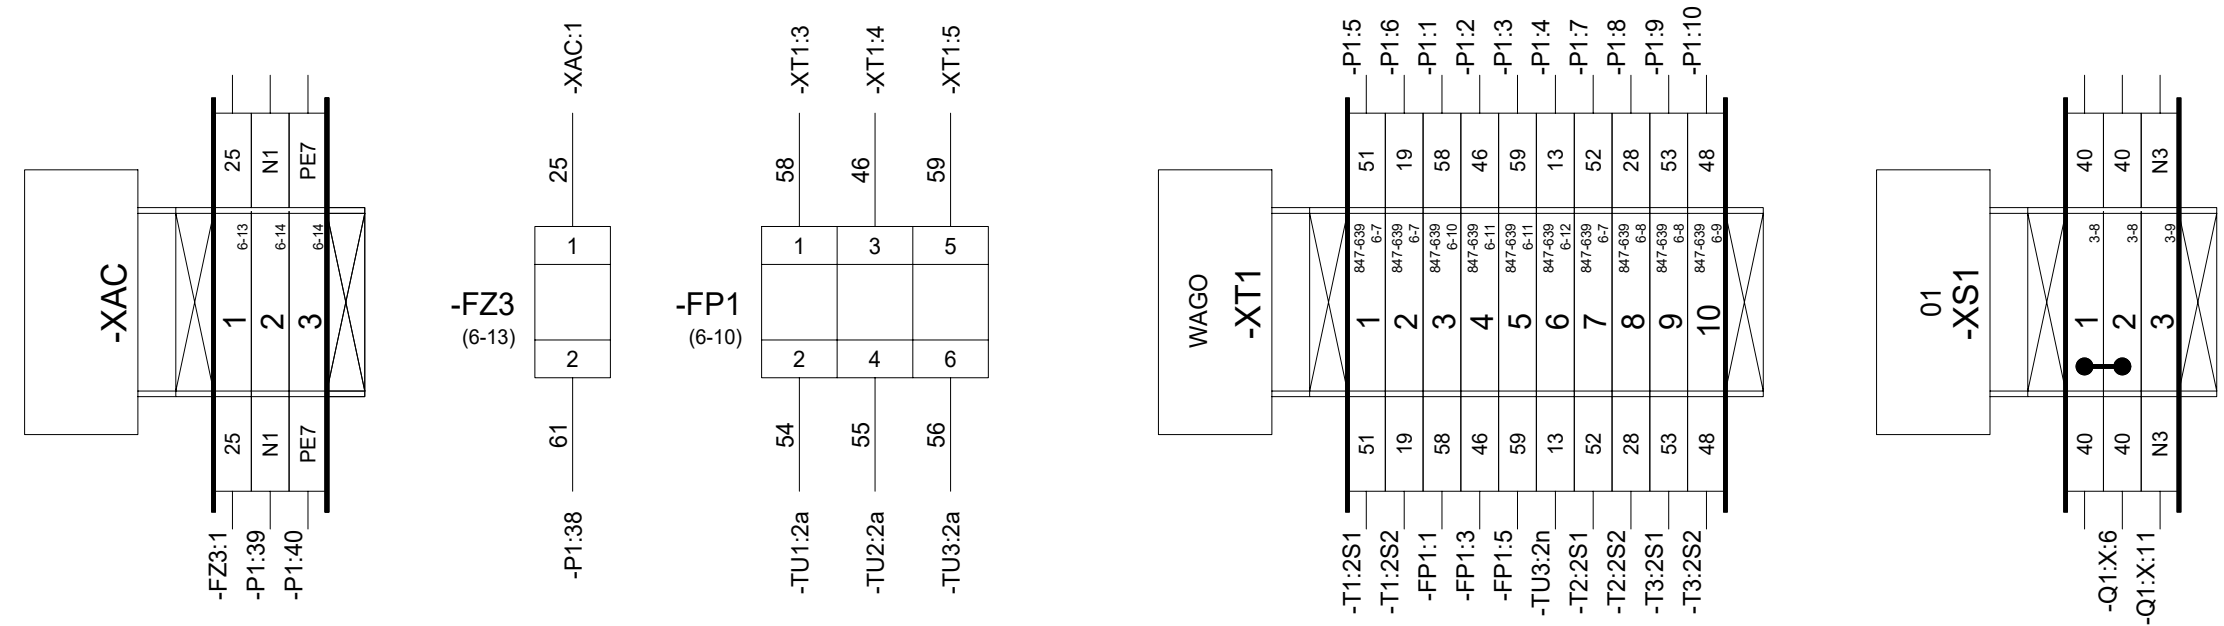 -XAC
25
N1
PE7
6-13
6-14
6-14
1
2
3
25
N1
PE7
-FZ3:1
-P1:39
-P1:40
-XAC:1
25
1
-FZ3
(6-13)
2
61
-P1:38
-XT1:3
-XT1:4
-XT1:5
58
46
59
1
3
5
-FP1
(6-10)
2
4
6
54
55
56
-TU1:2a
-TU2:2a
-TU3:2a
WAGO
-XT1
-P1:5
-P1:6
-P1:1
-P1:2
-P1:3
-P1:4
-P1:7
-P1:8
-P1:9
-P1:10
51
19
58
46
59
13
52
28
53
48
847-639
6-7
847-639
6-7
847-639
6-10
847-639
6-11
847-639
6-11
847-639
6-12
847-639
6-7
847-639
6-8
847-639
6-8
847-639
6-9
1
2
3
4
5
6
7
8
9
10
51
19
58
46
59
13
52
28
53
48
-T1:2S1
-T1:2S2
-FP1:1
-FP1:3
-FP1:5
-TU3:2n
-T2:2S1
-T2:2S2
-T3:2S1
-T3:2S2
01
-XS1
40
40
N3
3-8
3-8
3-9
1
2
3
40
40
N3
-Q1:X:6
-Q1:X:11